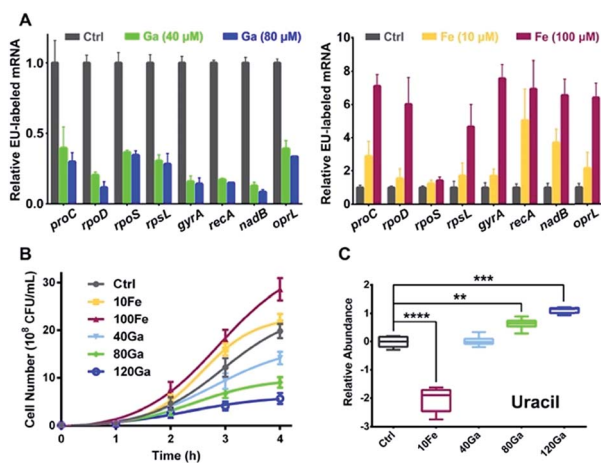 A
Ctrl Ga (40 µM) Ga (80 µM)
Relative EU-labeled mRNA
1.0
0.5
0.0
proC rpoD rpoS rpsL gyrA recA nadB oprL
Ctrl Fe (10 µM) Fe (100 µM)
Relative EU-labeled mRNA
10
8
6
4
2
0
proC rpoD rpoS rpsL gyrA recA nadB oprL
B
Cell Number (10⁸ CFU/mL)
30
20
10
0
Ctrl
10Fe
100Fe
40Ga
80Ga
120Ga
0 1 2 3 4
Time (h)
C
Relative Abundance
2
1
0
-1
-2
-3
***
**
****
Uracil
Ctrl 10Fe 40Ga 80Ga 120Ga